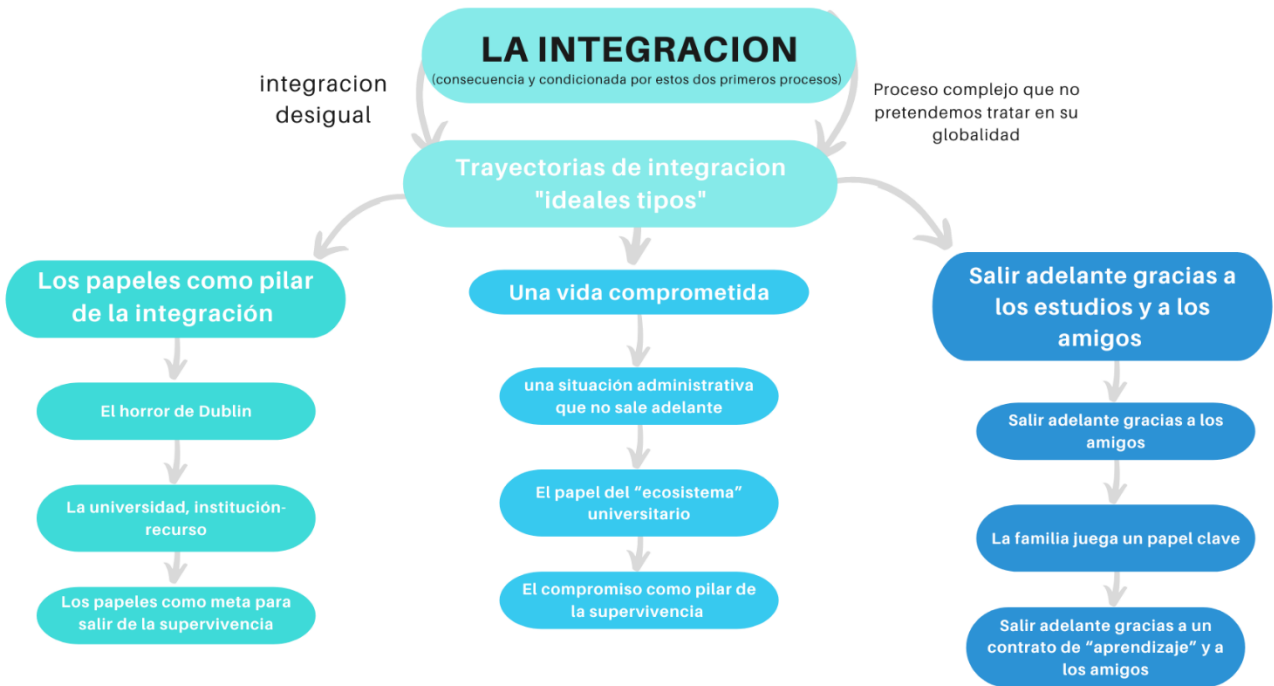 LA INTEGRACION
(consecuencia y condicionada por estos dos primeros procesos)
integracion
desigual
Proceso complejo que no
pretendemos tratar en su
globalidad
Trayectorias de integracion
"ideales tipos"
Los papeles como pilar
de la integración
El horror de Dublin
La universidad, institución-
recurso
Los papeles como meta para
salir de la supervivencia
Una vida comprometida
una situación administrativa
que no sale adelante
El papel del “ecosistema”
universitario
El compromiso como pilar de
la supervivencia
Salir adelante gracias a
los estudios y a los
amigos
Salir adelante gracias a los
amigos
La familia juega un papel clave
Salir adelante gracias a un
contrato de “aprendizaje” y a
los amigos